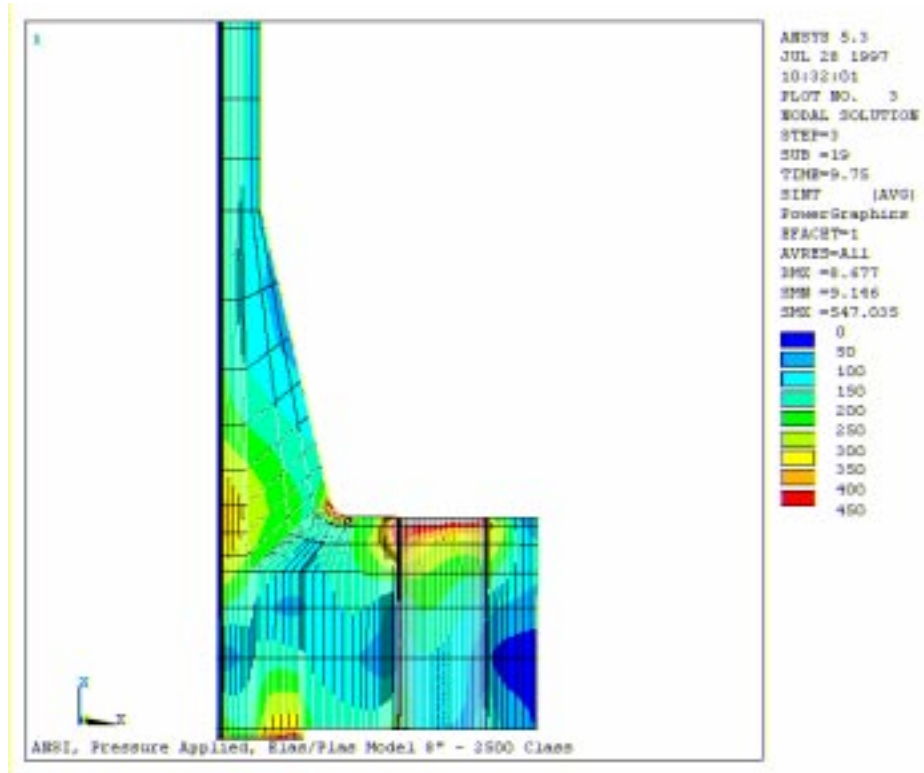 1
ANSYS 5.3
JUL 28 1997
10:32:01
PLOT NO. 3
NODAL SOLUTION
STEP=3
SUB =19
TIME=9.75
SINT (AVG)
PowerGraphics
EFACET=1
AVRES=All
DMX =8.677
SMN =9.146
SMX =547.035
0
50
100
150
200
250
300
350
400
450
X
ANSI, Pressure Applied, Elas/Plas Model 8" - 2500 Class